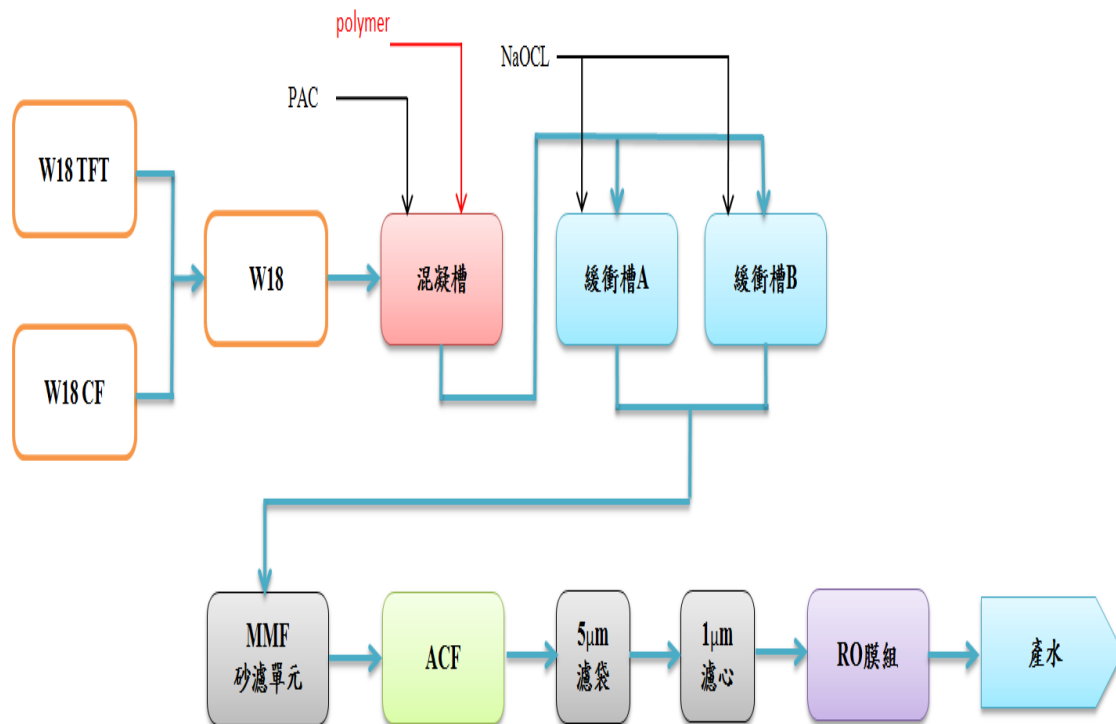 polymer
NaOCL
PAC
W18 TFT
W18
混凝槽
緩衝槽A
緩衝槽B
W18 CF
MMF
砂濾單元
ACF
5μm
濾袋
1μm
濾心
RO膜組
產水